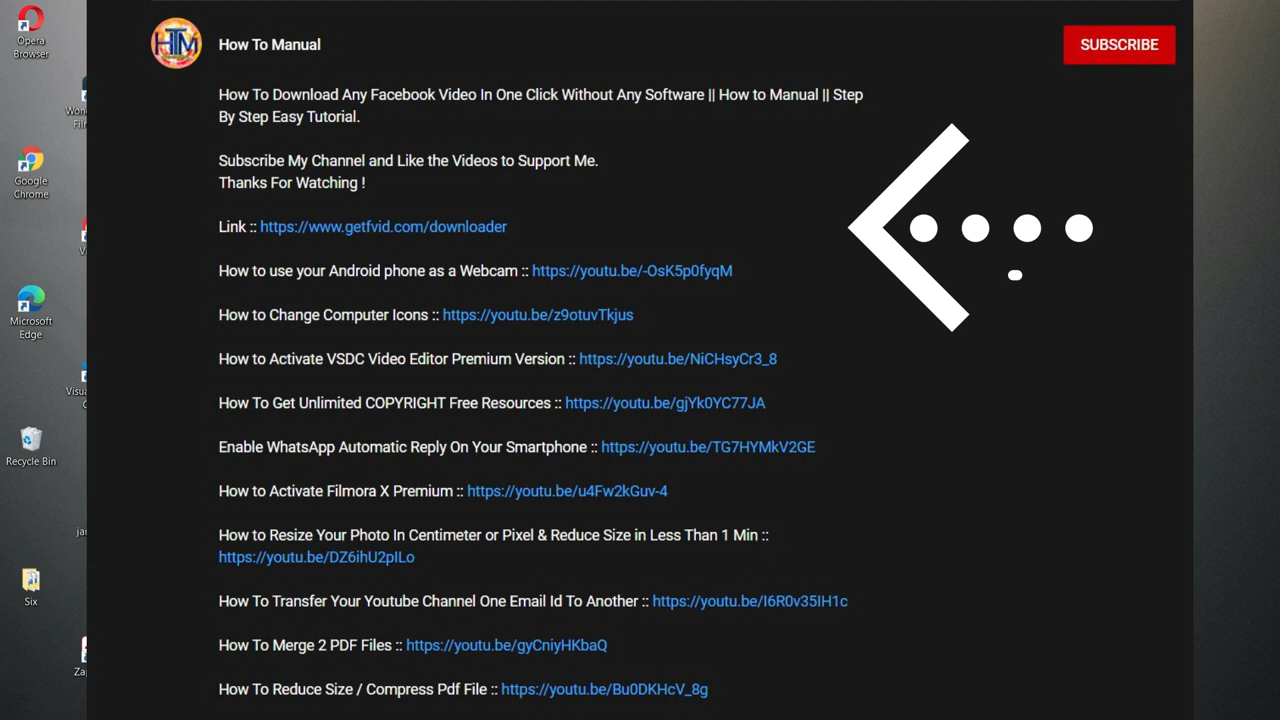 Opera
Browser
Google
Chrome
Microsoft
Edge
Recycle Bin
Six
HTM
How To Manual
SUBSCRIBE
How To Download Any Facebook Video In One Click Without Any Software || How to Manual || Step
By Step Easy Tutorial.
Subscribe My Channel and Like the Videos to Support Me.
Thanks For Watching !
Link :: https://www.getfvid.com/downloader
How to use your Android phone as a Webcam :: https://youtu.be/-OsK5p0fyqM
How to Change Computer Icons :: https://youtu.be/z9otuvTkjus
How to Activate VSDC Video Editor Premium Version :: https://youtu.be/NiCHsyCr3_8
How To Get Unlimited COPYRIGHT Free Resources :: https://youtu.be/gjYk0YC77JA
Enable WhatsApp Automatic Reply On Your Smartphone :: https://youtu.be/TG7HYMkV2GE
How to Activate Filmora X Premium :: https://youtu.be/u4Fw2kGuv-4
How to Resize Your Photo In Centimeter or Pixel & Reduce Size in Less Than 1 Min ::
https://youtu.be/DZ6ihU2pILo
How To Transfer Your Youtube Channel One Email Id To Another :: https://youtu.be/I6R0v35IH1c
How To Merge 2 PDF Files :: https://youtu.be/gyCniyHKbaQ
How To Reduce Size / Compress Pdf File :: https://youtu.be/Bu0DKHcV_8g